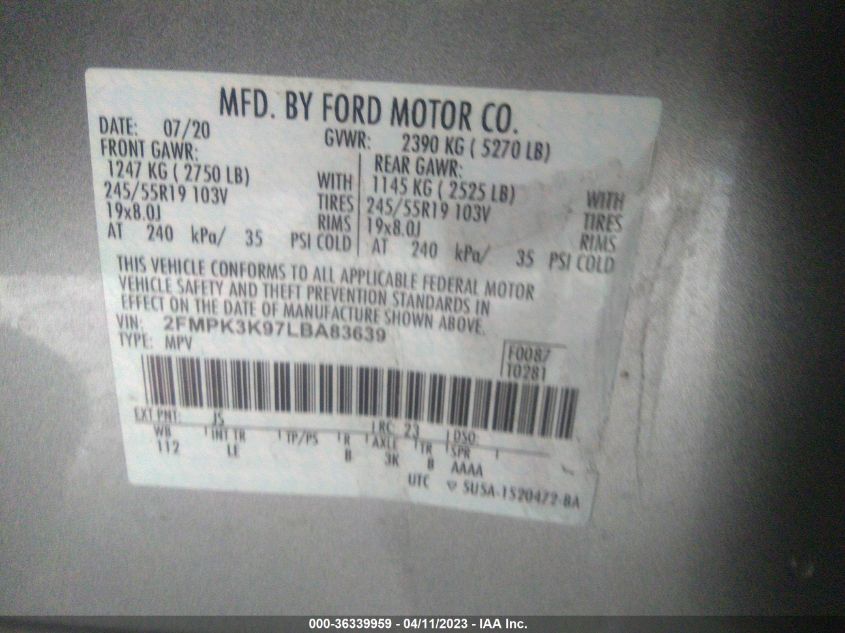 MFD. BY FORD MOTOR CO.
DATE: 07/20 GVWR: 2390 KG ( 5270 LB)
FRONT GAWR: REAR GAWR:
1247 KG ( 2750 LB) WITH 1145 KG ( 2525 LB) WITH
245/55R19 103V TIRES 245/55R19 103V TIRES
19x8.0J RIMS 19x8.0J RIMS
AT 240 kPa/ 35 PSI COLD AT 240 kPa/ 35 PSI COLD
THIS VEHICLE CONFORMS TO ALL APPLICABLE FEDERAL MOTOR
VEHICLE SAFETY AND THEFT PREVENTION STANDARDS IN
EFFECT ON THE DATE OF MANUFACTURE SHOWN ABOVE.
VIN: 2FMPK3K97LBA83639
TYPE: MPV F0087
T0281
EXT PNT: JS RC: 23 DSO:
WB INT TR TP/PS R AXLE TR SPR
112 LE B 3K B AAAA
UTC 5USA-1520472-BA
000-36339959 - 04/11/2023 - IAA Inc.